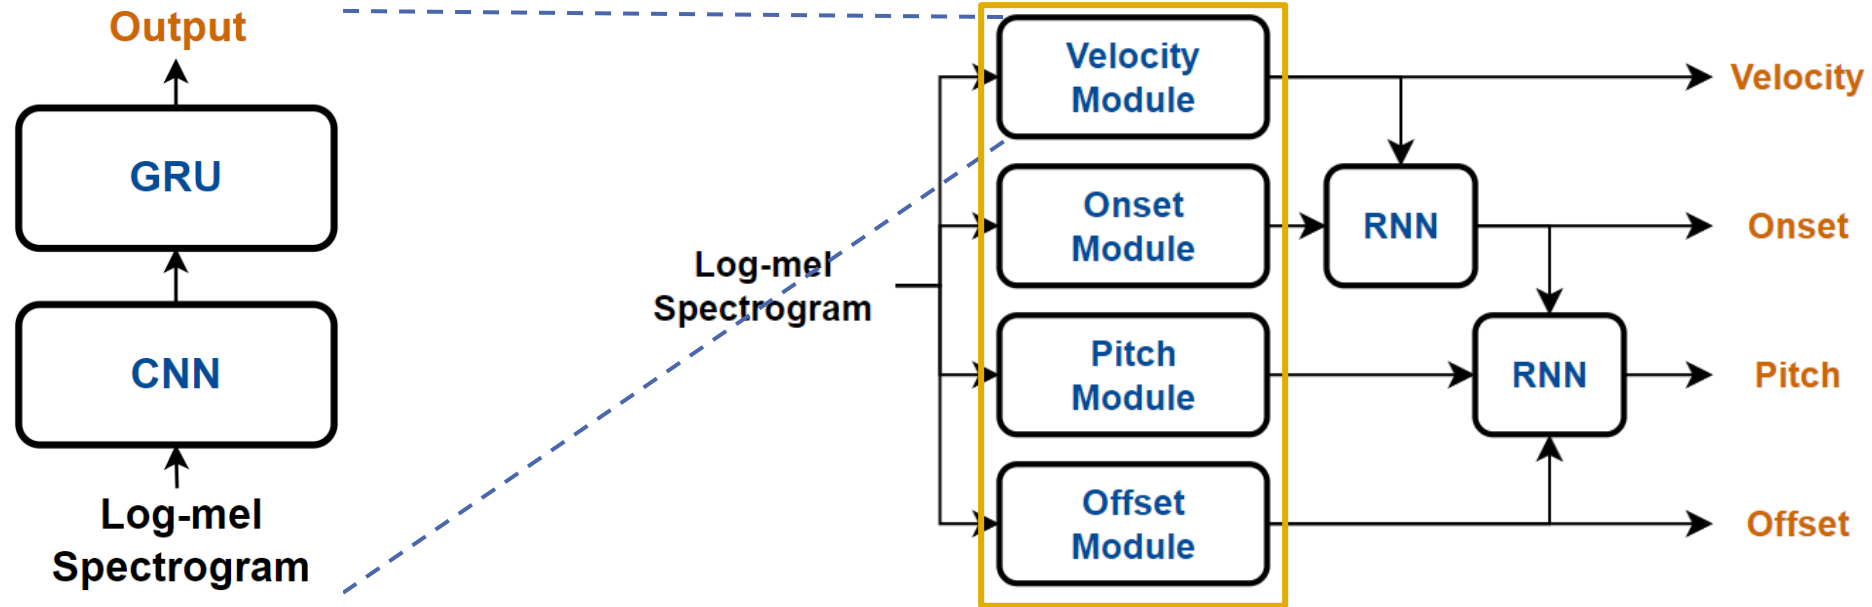 Output
GRU
CNN
Log-mel
Spectrogram
Log-mel
Spectrogram
Velocity
Module
Onset
Module
Pitch
Module
Offset
Module
RNN
RNN
Velocity
Onset
Pitch
Offset